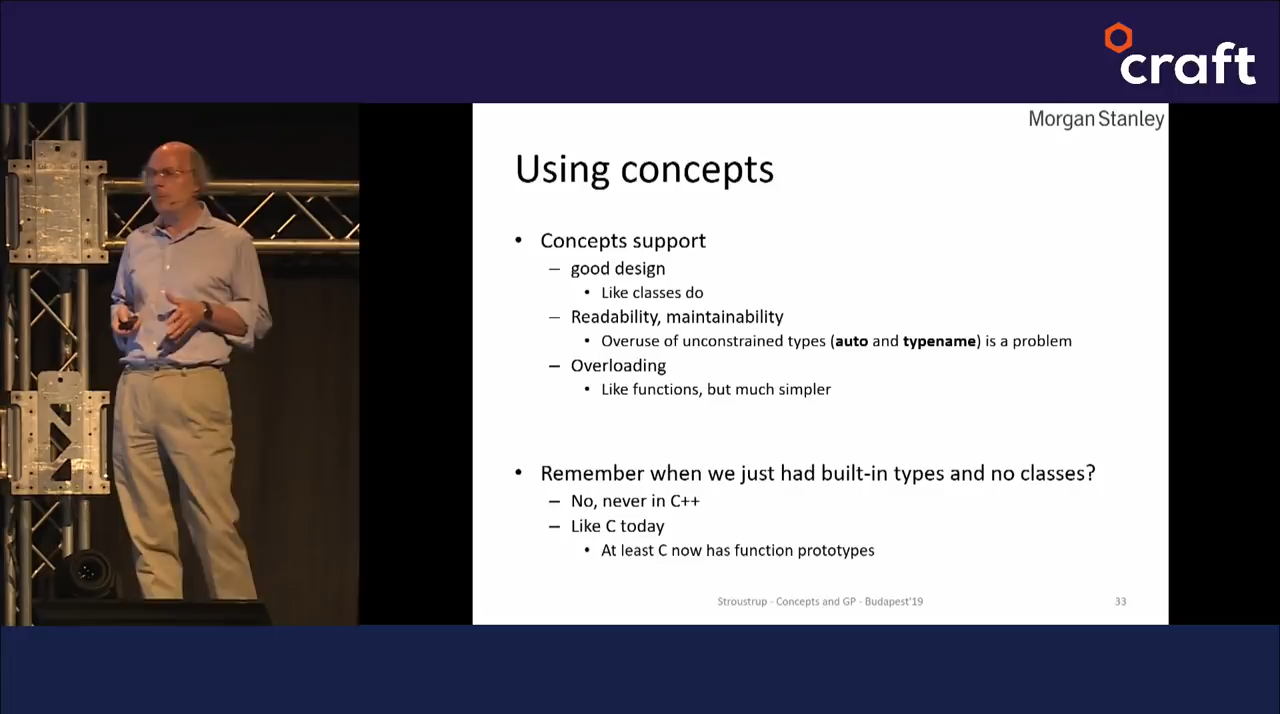 craft
Morgan Stanley
Using concepts
• Concepts support
– good design
• Like classes do
– Readability, maintainability
• Overuse of unconstrained types (auto and typename) is a problem
– Overloading
• Like functions, but much simpler
• Remember when we just had built-in types and no classes?
– No, never in C++
– Like C today
• At least C now has function prototypes
Stroustrup - Concepts and GP - Budapest'19
33